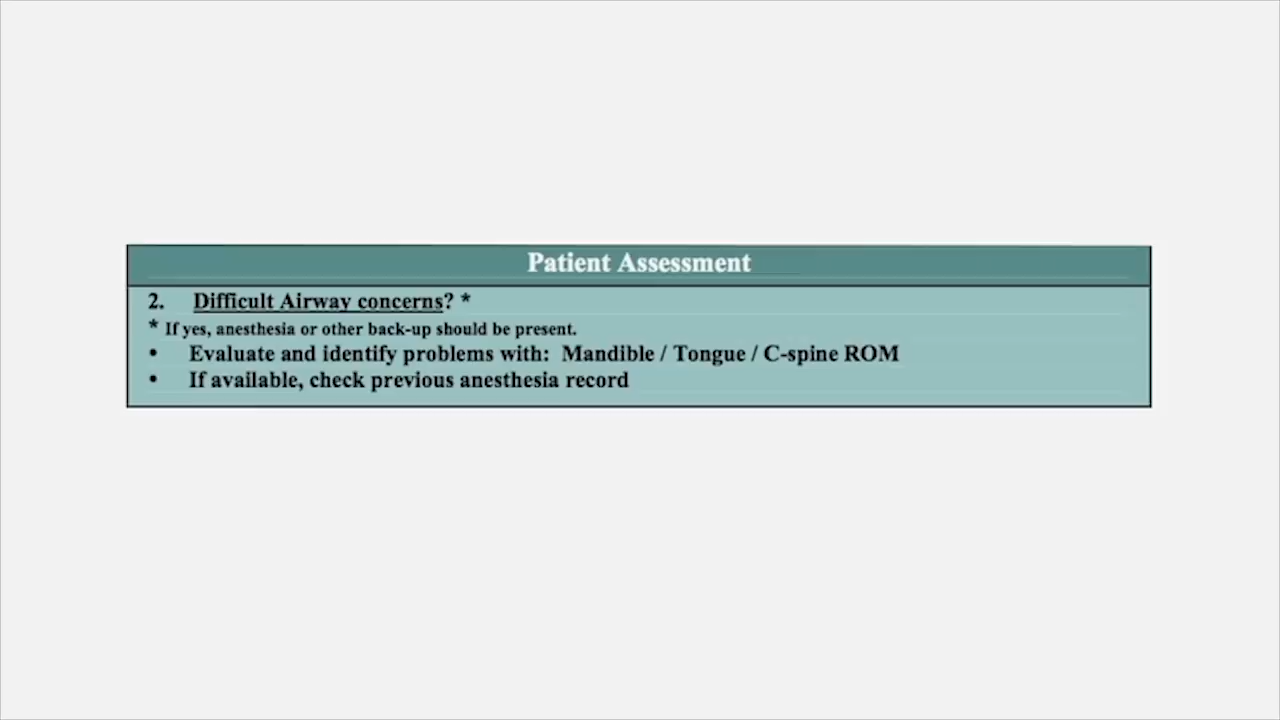 Patient Assessment
2. Difficult Airway concerns? *
* If yes, anesthesia or other back-up should be present.
• Evaluate and identify problems with: Mandible / Tongue / C-spine ROM
• If available, check previous anesthesia record